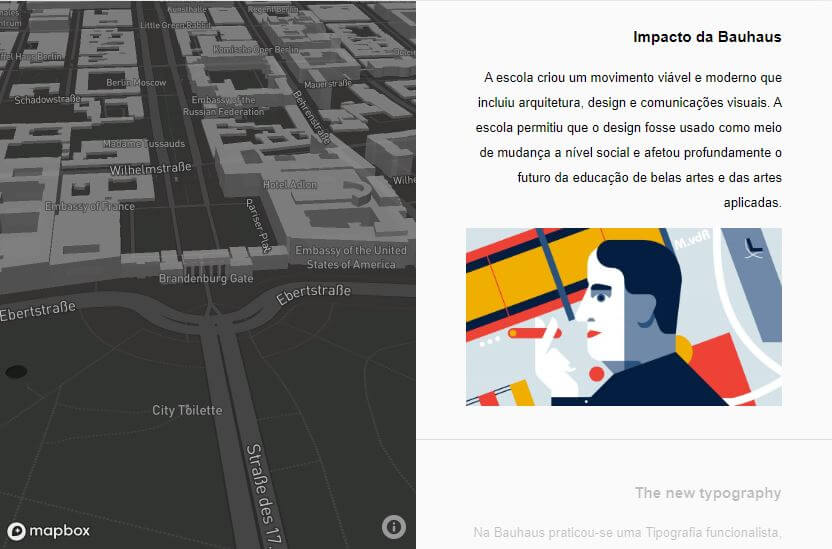 Kunsthalle
Regent Berlin
Little Green Rabbit
Komische Oper Berlin
Berlin Moscow
Schadowstraße
Mauerstraße
Embassy of the
Russian Federation
Behrenstraße
Madame Tussauds
Wilhelmstraße
Hotel Adlon
Wilhe
Embassy of France
Pariser Platz
Embassy of the United
States of America
Brandenburg Gate
Ebertstraße
Ebertstraße
City Toilette
Straße des 17.
mapbox
Impacto da Bauhaus
A escola criou um movimento viável e moderno que
incluiu arquitetura, design e comunicações visuais. A
escola permitiu que o design fosse usado como meio
de mudança a nível social e afetou profundamente o
futuro da educação de belas artes e das artes
aplicadas.
M.vdR
The new typography
Na Bauhaus praticou-se uma Tipografia funcionalista,